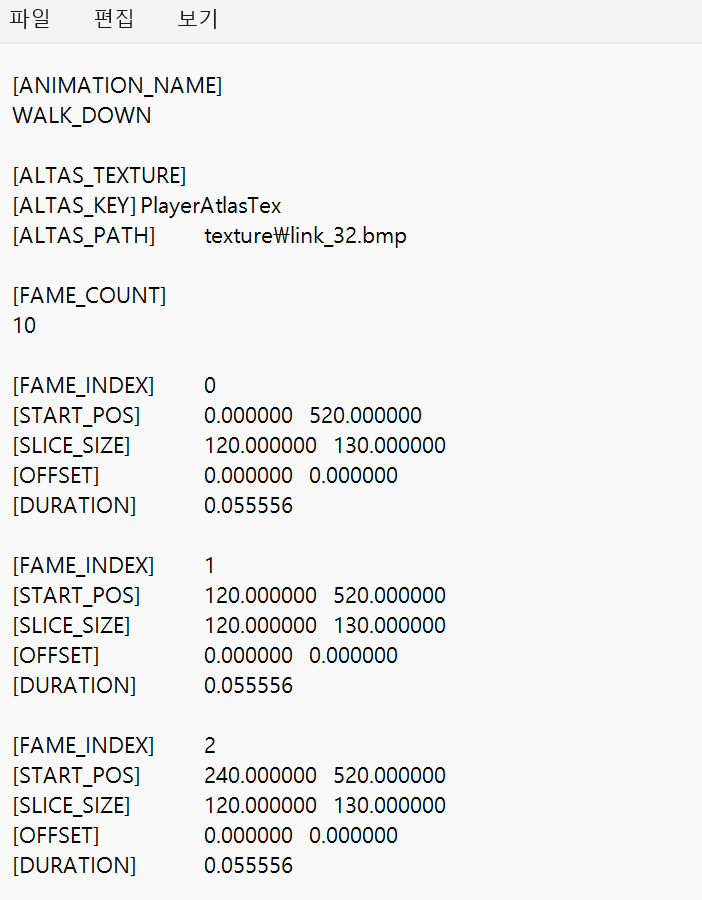 파일 편집 보기
[ANIMATION_NAME]
WALK_DOWN
[ALTAS_TEXTURE]
[ALTAS_KEY] PlayerAtlasTex
[ALTAS_PATH] texture₩link_32.bmp
[FAME_COUNT]
10
[FAME_INDEX] 0
[START_POS] 0.000000 520.000000
[SLICE_SIZE] 120.000000 130.000000
[OFFSET] 0.000000 0.000000
[DURATION] 0.055556
[FAME_INDEX] 1
[START_POS] 120.000000 520.000000
[SLICE_SIZE] 120.000000 130.000000
[OFFSET] 0.000000 0.000000
[DURATION] 0.055556
[FAME_INDEX] 2
[START_POS] 240.000000 520.000000
[SLICE_SIZE] 120.000000 130.000000
[OFFSET] 0.000000 0.000000
[DURATION] 0.055556